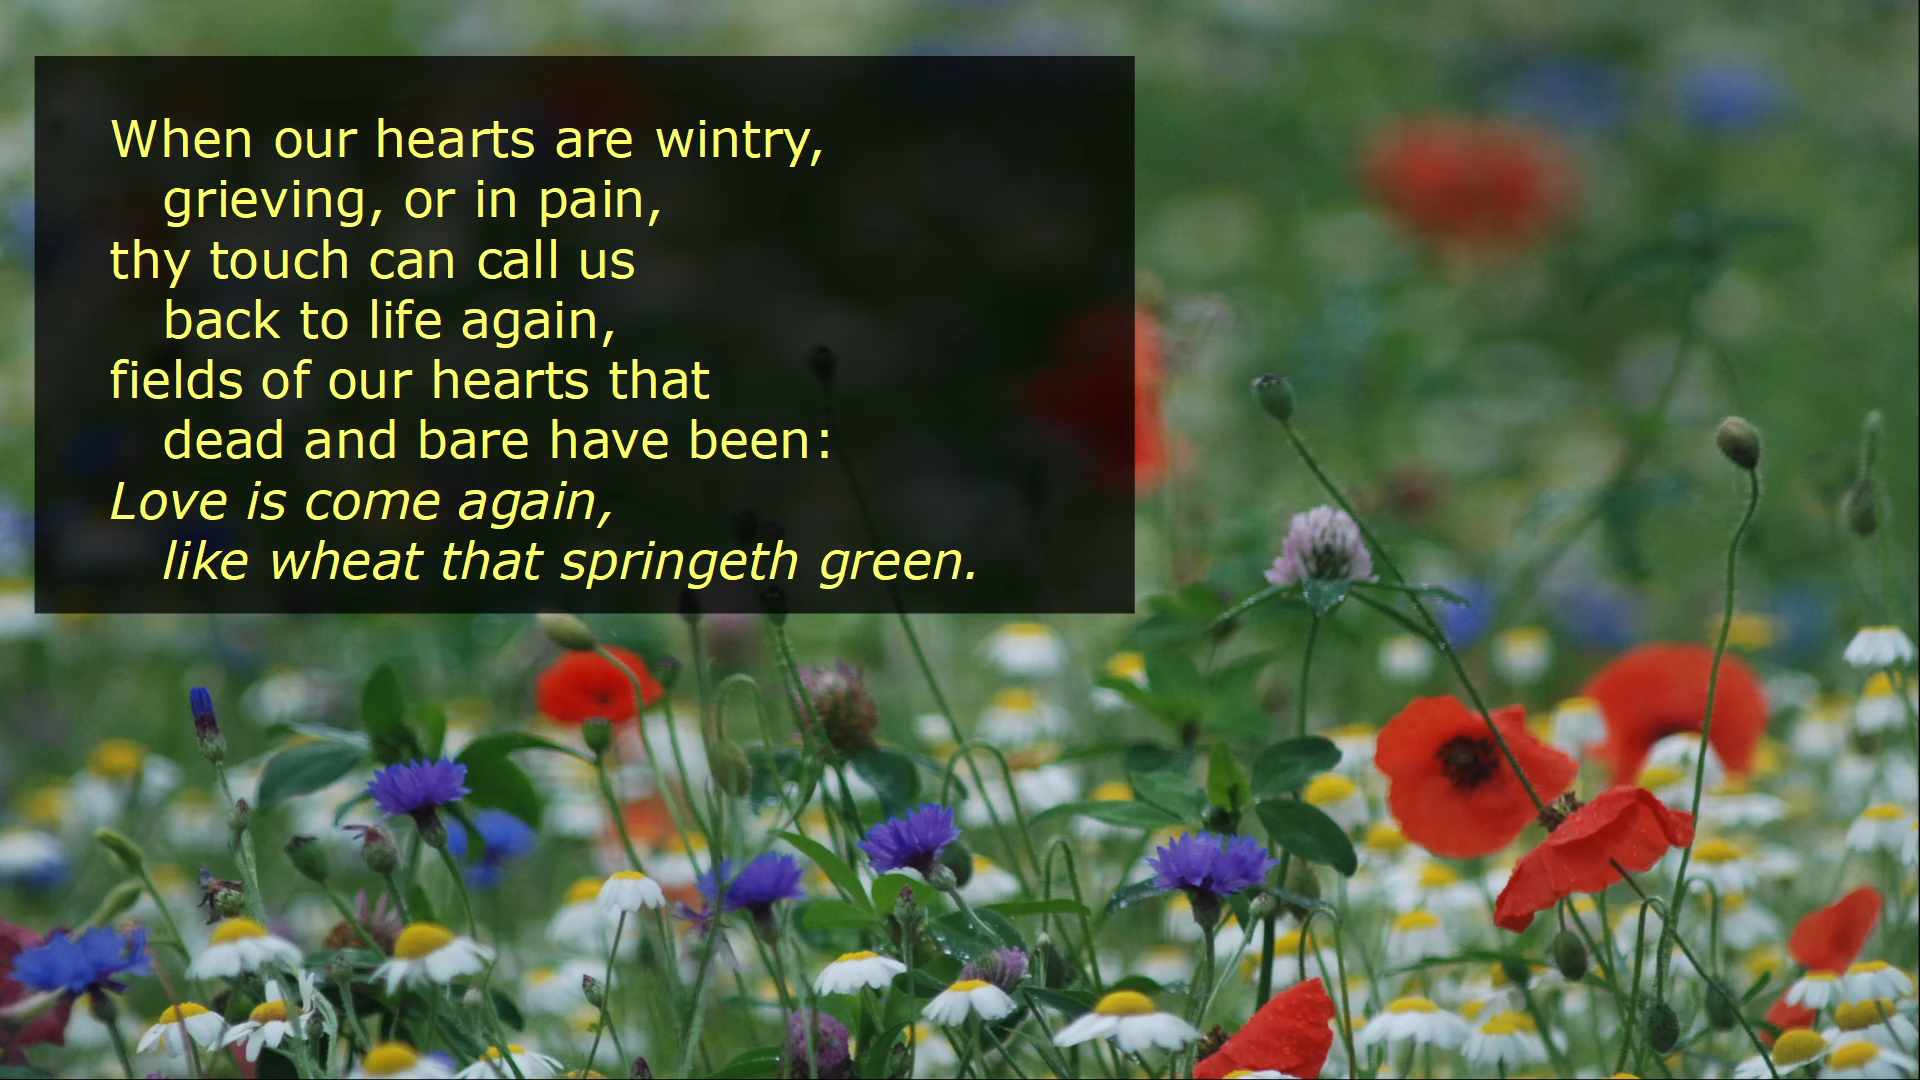 When our hearts are wintry,
grieving, or in pain,
thy touch can call us
back to life again,
fields of our hearts that
dead and bare have been:
Love is come again,
like wheat that springeth green.